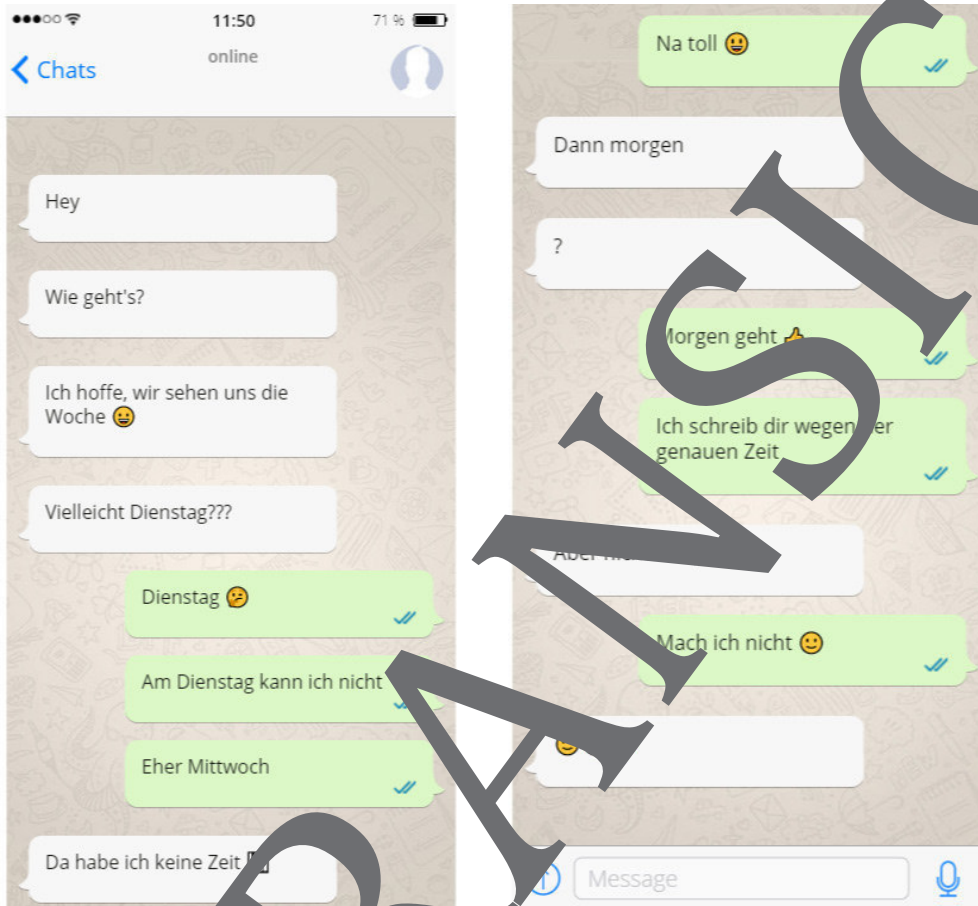 11:50
71 %
online
Chats
Hey
Wie geht's?
Ich hoffe, wir sehen uns die
Woche 😀
Vielleicht Dienstag???
Dienstag 🤔
Am Dienstag kann ich nicht
Eher Mittwoch
Da habe ich keine Zeit
Na toll 😀
Dann morgen
?
Morgen geht 👍
Ich schreib dir wegen der
genauen Zeit
Aber
Mach ich nicht 🙂
Message